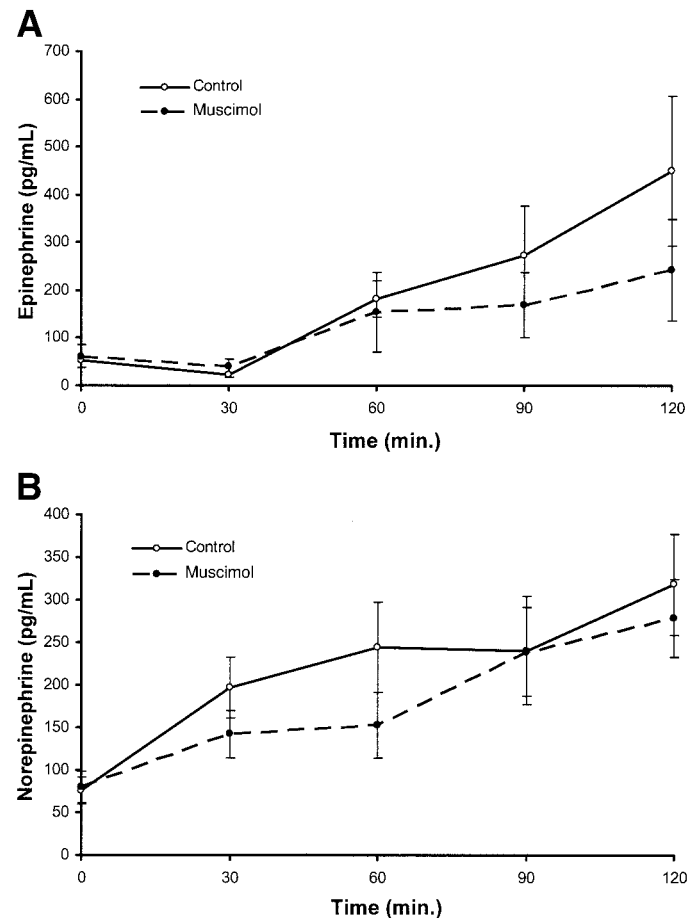 A
700
600
500
400
300
200
100
0
Epinephrine (pg/mL)
Control
Muscimol
0 30 60 90 120
Time (min.)
B
400
350
300
250
200
150
100
50
0
Norepinephrine (pg/mL)
Control
Muscimol
0 30 60 90 120
Time (min.)